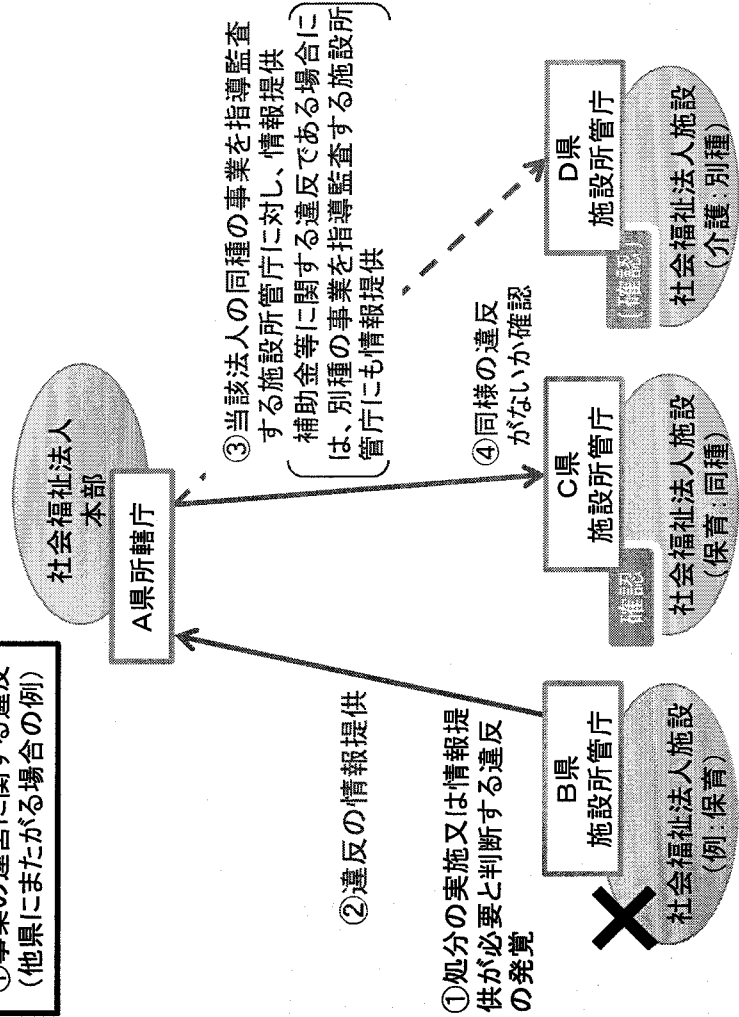 ①事業の運営に関する違反
(他県にまたがる場合の例)
社会福祉法人
本部
A県所轄庁
③当該法人の同種の事業を指導監査
する施設所管庁に対し、情報提供
補助金等に関する違反である場合に
は、別種の事業を指導監査する施設所
管庁にも情報提供
②違反の情報提供
④同様の違反
がないか確認
①処分の実施又は情報提
供が必要と判断する違反
の発覚
B県
施設所管庁
社会福祉法人施設
(例:保育)
確認
C県
施設所管庁
社会福祉法人施設
(保育:同種)
(確認)
D県
施設所管庁
社会福祉法人施設
(介護:別種)